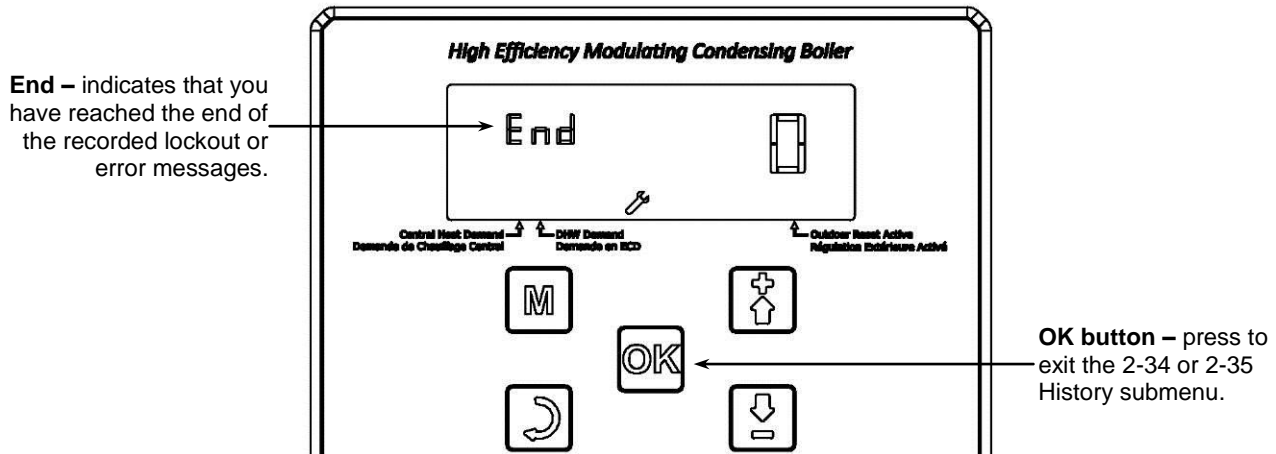 High Efficiency Modulating Condensing Boiler
End – indicates that you
have reached the end of
the recorded lockout or
error messages.
End 0
Central Heat Demand
Demande de Chauffage Central
DHW Demand
Demande en ECD
Outdoor Reset Active
Régulation Extérieure Activé
M
+
OK
-
OK button – press to
exit the 2-34 or 2-35
History submenu.